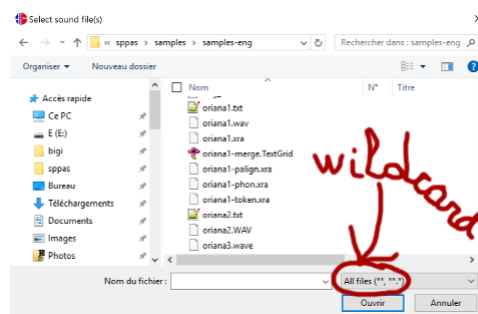 Select sound file(s)
« sppas > samples > samples-eng
Rechercher dans : samples-eng
Organiser
Nouveau dossier
Nom
N°
Titre
Accès rapide
Ce PC
E (E:)
bigi
sppas
Bureau
Téléchargements
Documents
Images
Photos
oriana1.txt
oriana1.wav
oriana1.xra
oriana1-merge.TextGrid
oriana1-palign.xra
oriana1-phon.xra
oriana1-token.xra
oriana2.txt
oriana2.WAV
oriana3.wave
wildcard
Nom du fichier :
All files (**, **.*)
Ouvrir
Annuler